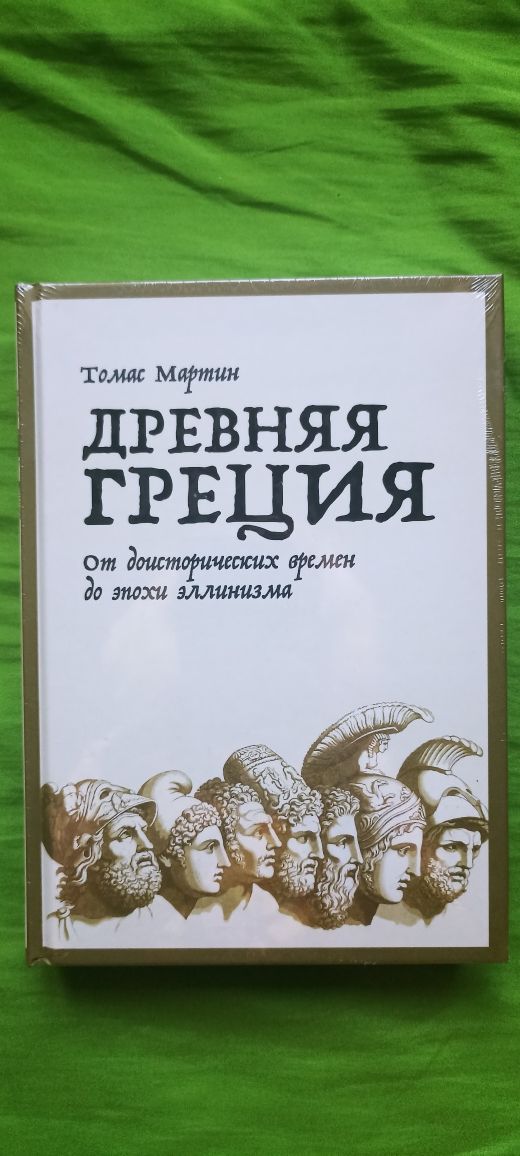 Томас Мартин
ДРЕВНЯЯ
ГРЕЦИЯ
От доисторических времен
до эпохи эллинизма